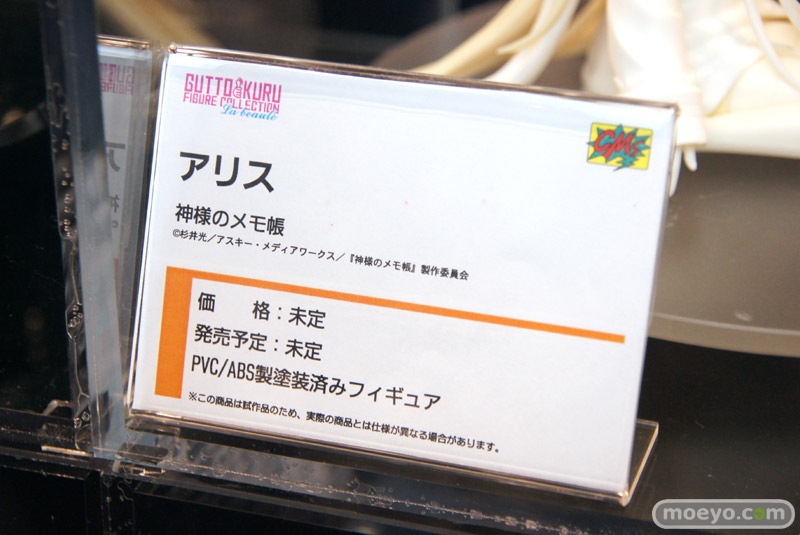 GUTTO KURU
FIGURE COLLECTION
La beauté
CMs
アリス
神様のメモ帳
©杉井光／アスキー・メディアワークス／『神様のメモ帳』製作委員会
価　格：未定
発売予定：未定
PVC/ABS製塗装済みフィギュア
※この商品は試作品のため、実際の商品とは仕様が異なる場合があります。
moeyo.com